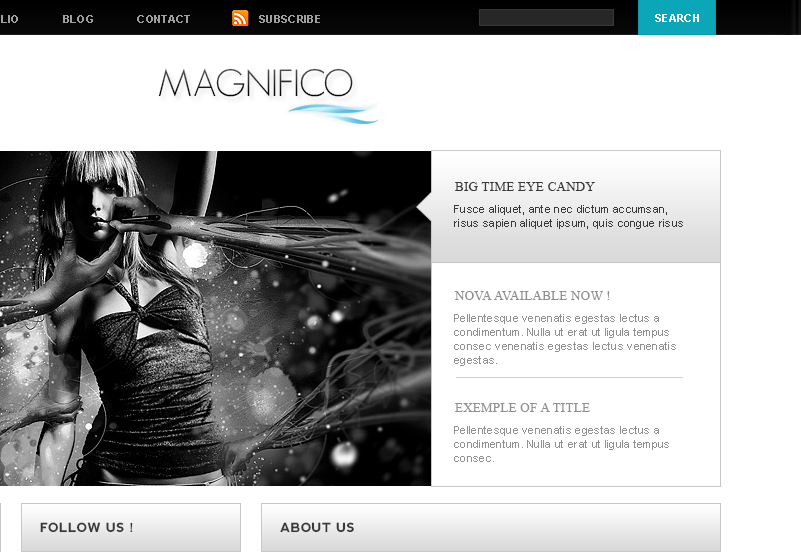 LIO BLOG CONTACT SUBSCRIBE SEARCH
MAGNIFICO
BIG TIME EYE CANDY
Fusce aliquet, ante nec dictum accumsan,
risus sapien aliquet ipsum, quis congue risus
NOVA AVAILABLE NOW !
Pellentesque venenatis egestas lectus a
condimentum. Nulla ut erat ut ligula tempus
consec venenatis egestas lectus venenatis
egestas.
EXEMPLE OF A TITLE
Pellentesque venenatis egestas lectus a
condimentum. Nulla ut erat ut ligula tempus
consec.
FOLLOW US ! ABOUT US